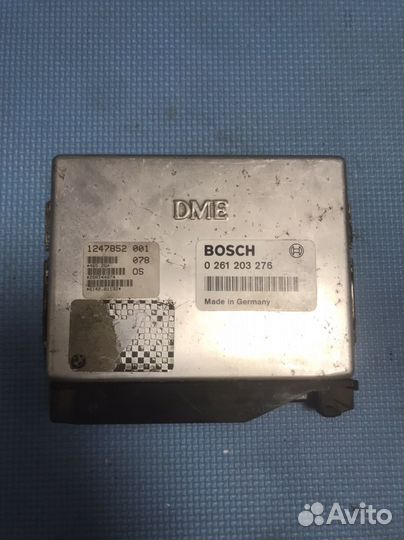 DME
1247852 001
078
OS
BOSCH
0 261 203 276
Made in Germany
Avito